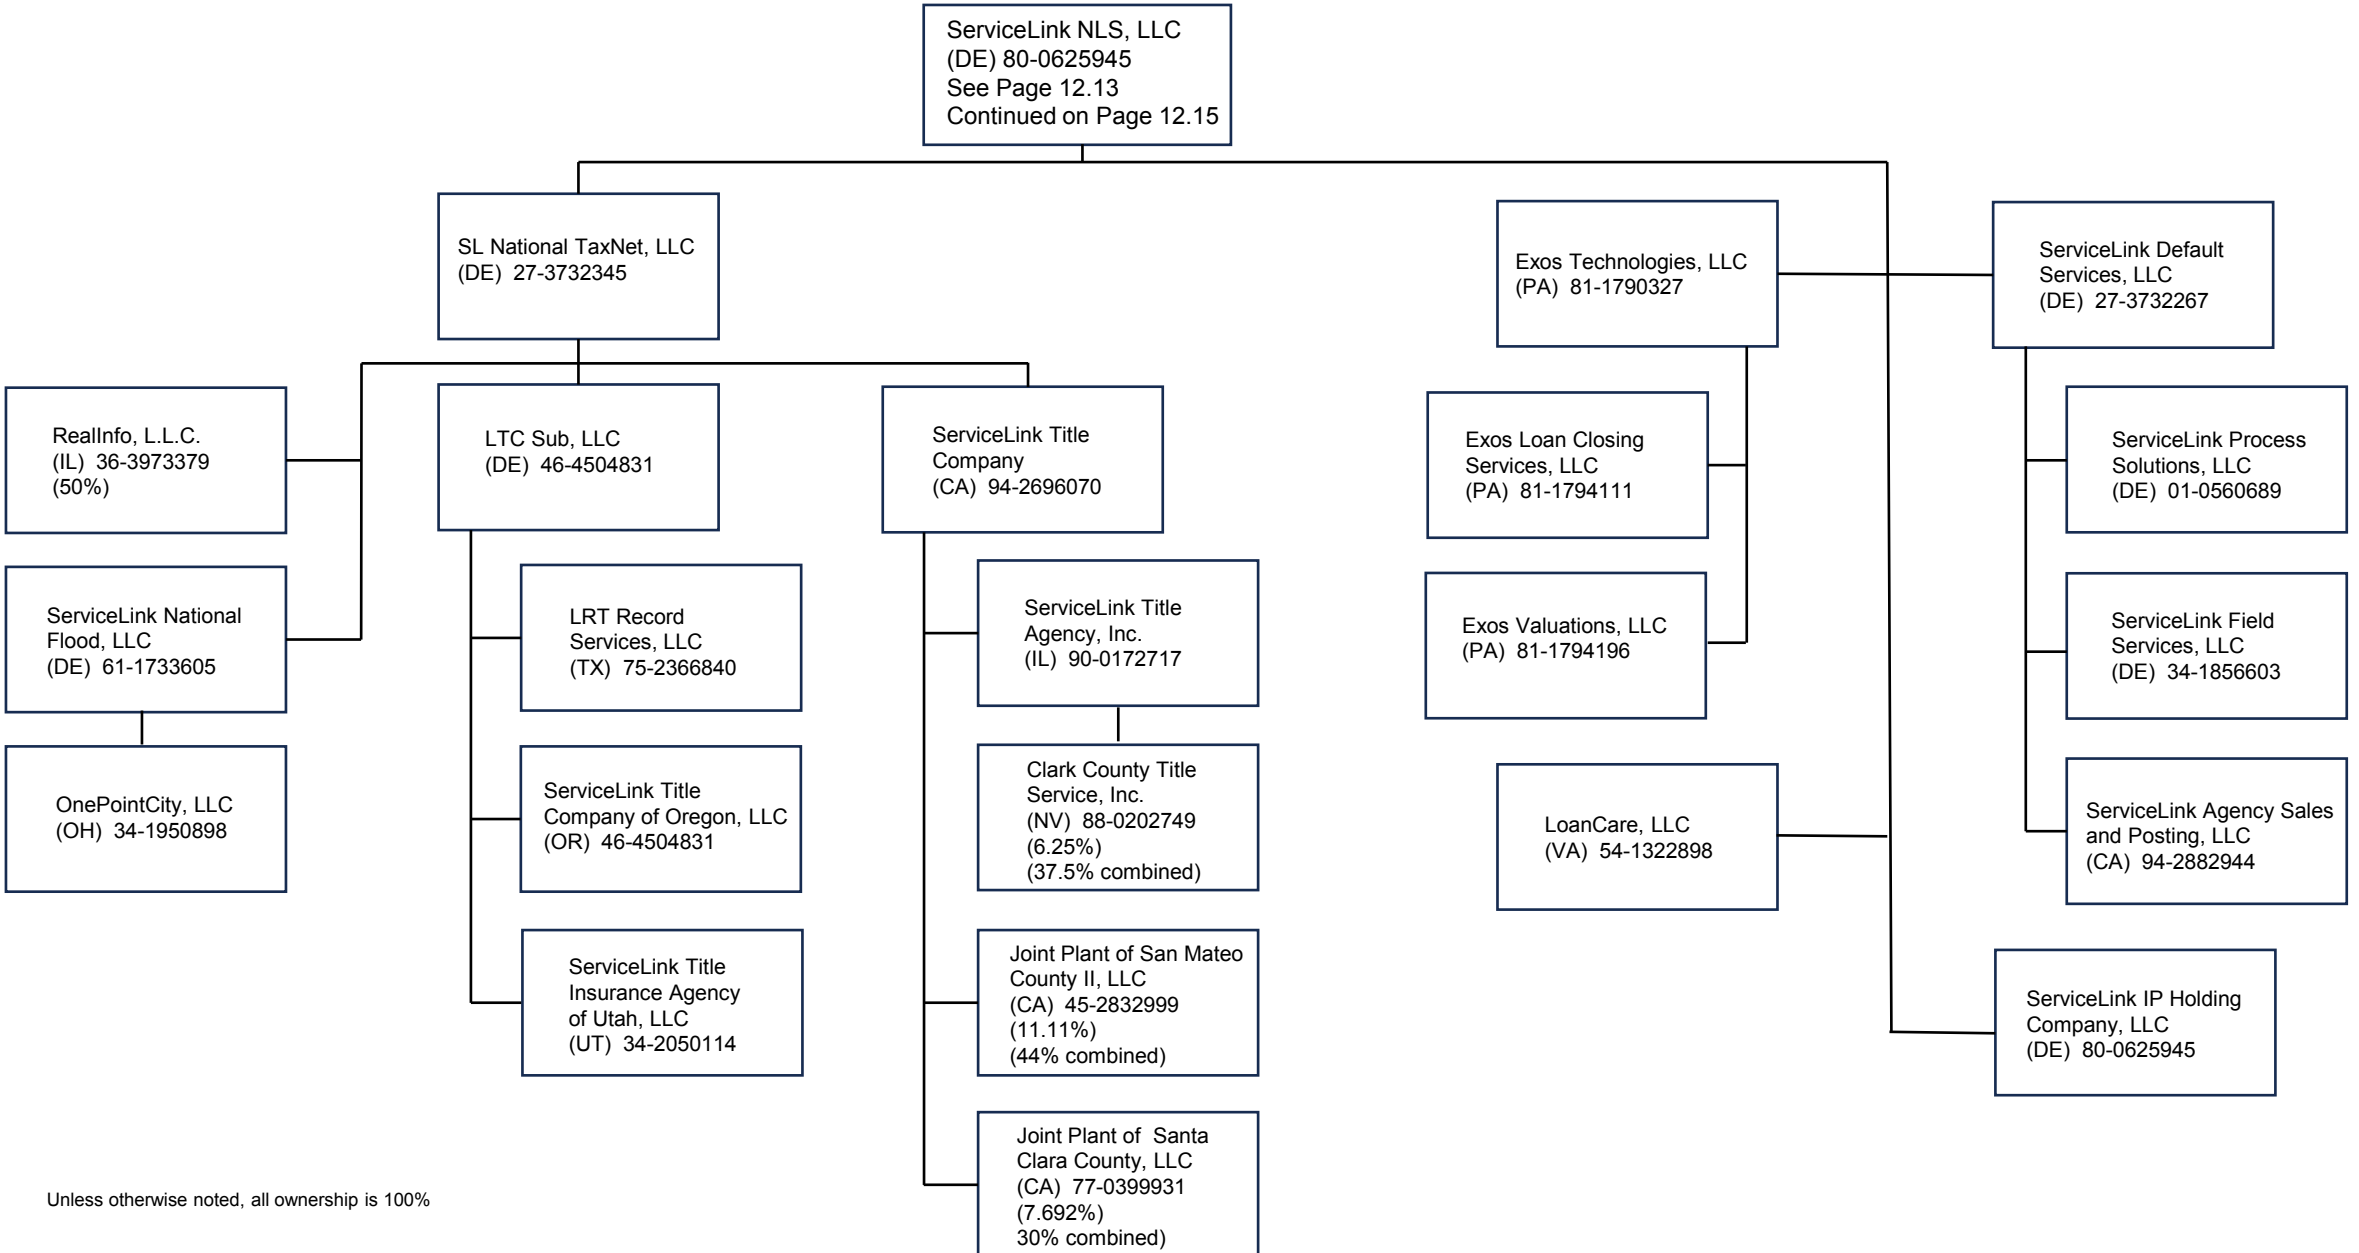 ServiceLink NLS, LLC
(DE) 80-0625945
See Page 12.13
Continued on Page 12.15
SL National TaxNet, LLC
(DE) 27-3732345
Exos Technologies, LLC
(PA) 81-1790327
ServiceLink Default
Services, LLC
(DE) 27-3732267
RealInfo, L.L.C.
(IL) 36-3973379
(50%)
LTC Sub, LLC
(DE) 46-4504831
ServiceLink Title
Company
(CA) 94-2696070
Exos Loan Closing
Services, LLC
(PA) 81-1794111
ServiceLink Process
Solutions, LLC
(DE) 01-0560689
ServiceLink National
Flood, LLC
(DE) 61-1733605
LRT Record
Services, LLC
(TX) 75-2366840
ServiceLink Title
Agency, Inc.
(IL) 90-0172717
Exos Valuations, LLC
(PA) 81-1794196
ServiceLink Field
Services, LLC
(DE) 34-1856603
OnePointCity, LLC
(OH) 34-1950898
ServiceLink Title
Company of Oregon, LLC
(OR) 46-4504831
Clark County Title
Service, Inc.
(NV) 88-0202749
(6.25%)
(37.5% combined)
LoanCare, LLC
(VA) 54-1322898
ServiceLink Agency Sales
and Posting, LLC
(CA) 94-2882944
ServiceLink Title
Insurance Agency
of Utah, LLC
(UT) 34-2050114
Joint Plant of San Mateo
County II, LLC
(CA) 45-2832999
(11.11%)
(44% combined)
ServiceLink IP Holding
Company, LLC
(DE) 80-0625945
Joint Plant of Santa
Clara County, LLC
(CA) 77-0399931
(7.692%)
30% combined)
Unless otherwise noted, all ownership is 100%